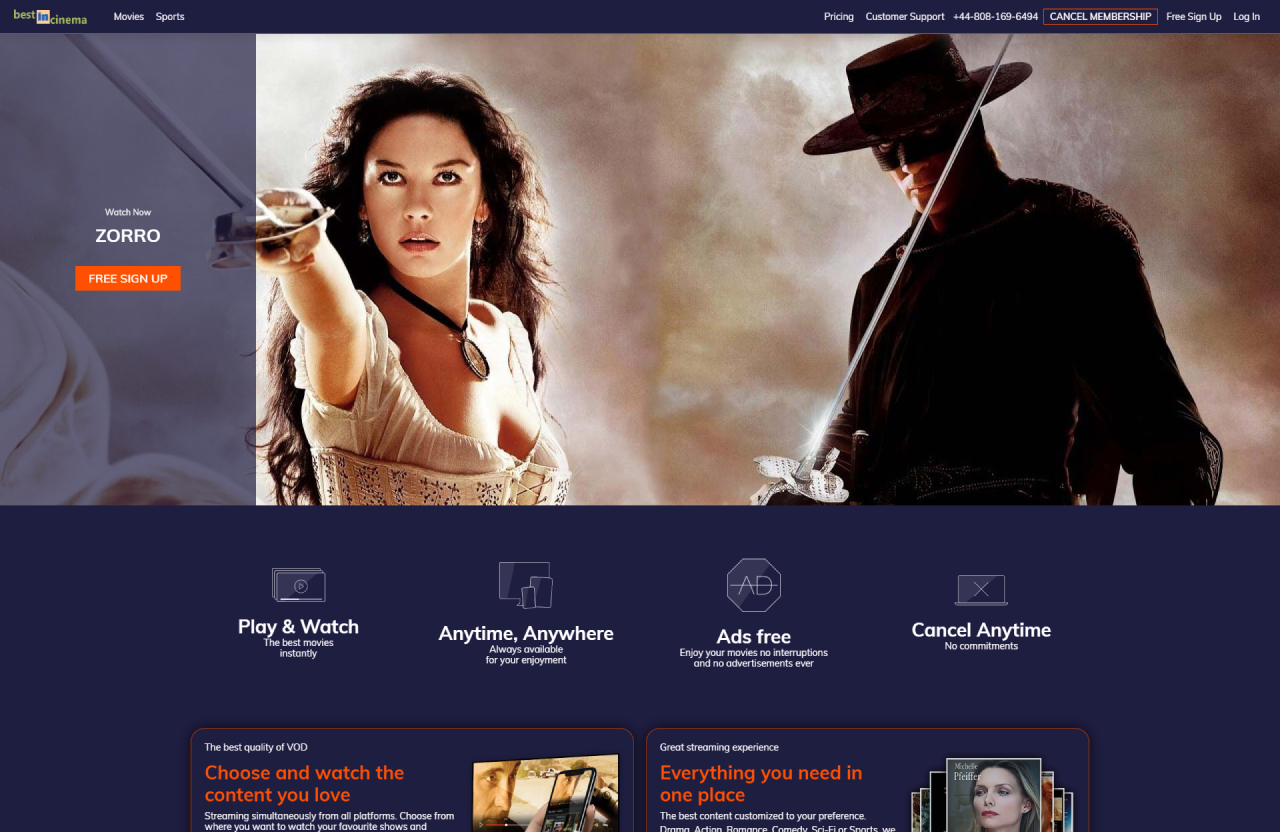 best in cinema
Movies
Sports
Pricing
Customer Support
+44-808-169-6494
CANCEL MEMBERSHIP
Free Sign Up
Log In
Watch Now
ZORRO
FREE SIGN UP
Play & Watch
The best movies
instantly
Anytime, Anywhere
Always available
for your enjoyment
AD
Ads free
Enjoy your movies no interruptions
and no advertisements ever
Cancel Anytime
No commitments
The best quality of VOD
Choose and watch the
content you love
Streaming simultaneously from all platforms. Choose from
where you want to watch your favourite shows and
Great streaming experience
Everything you need in
one place
The best content customized to your preference.
Drama, Action, Romance, Comedy, Sci-Fi or Sports, we
Michelle
Pfeiffer